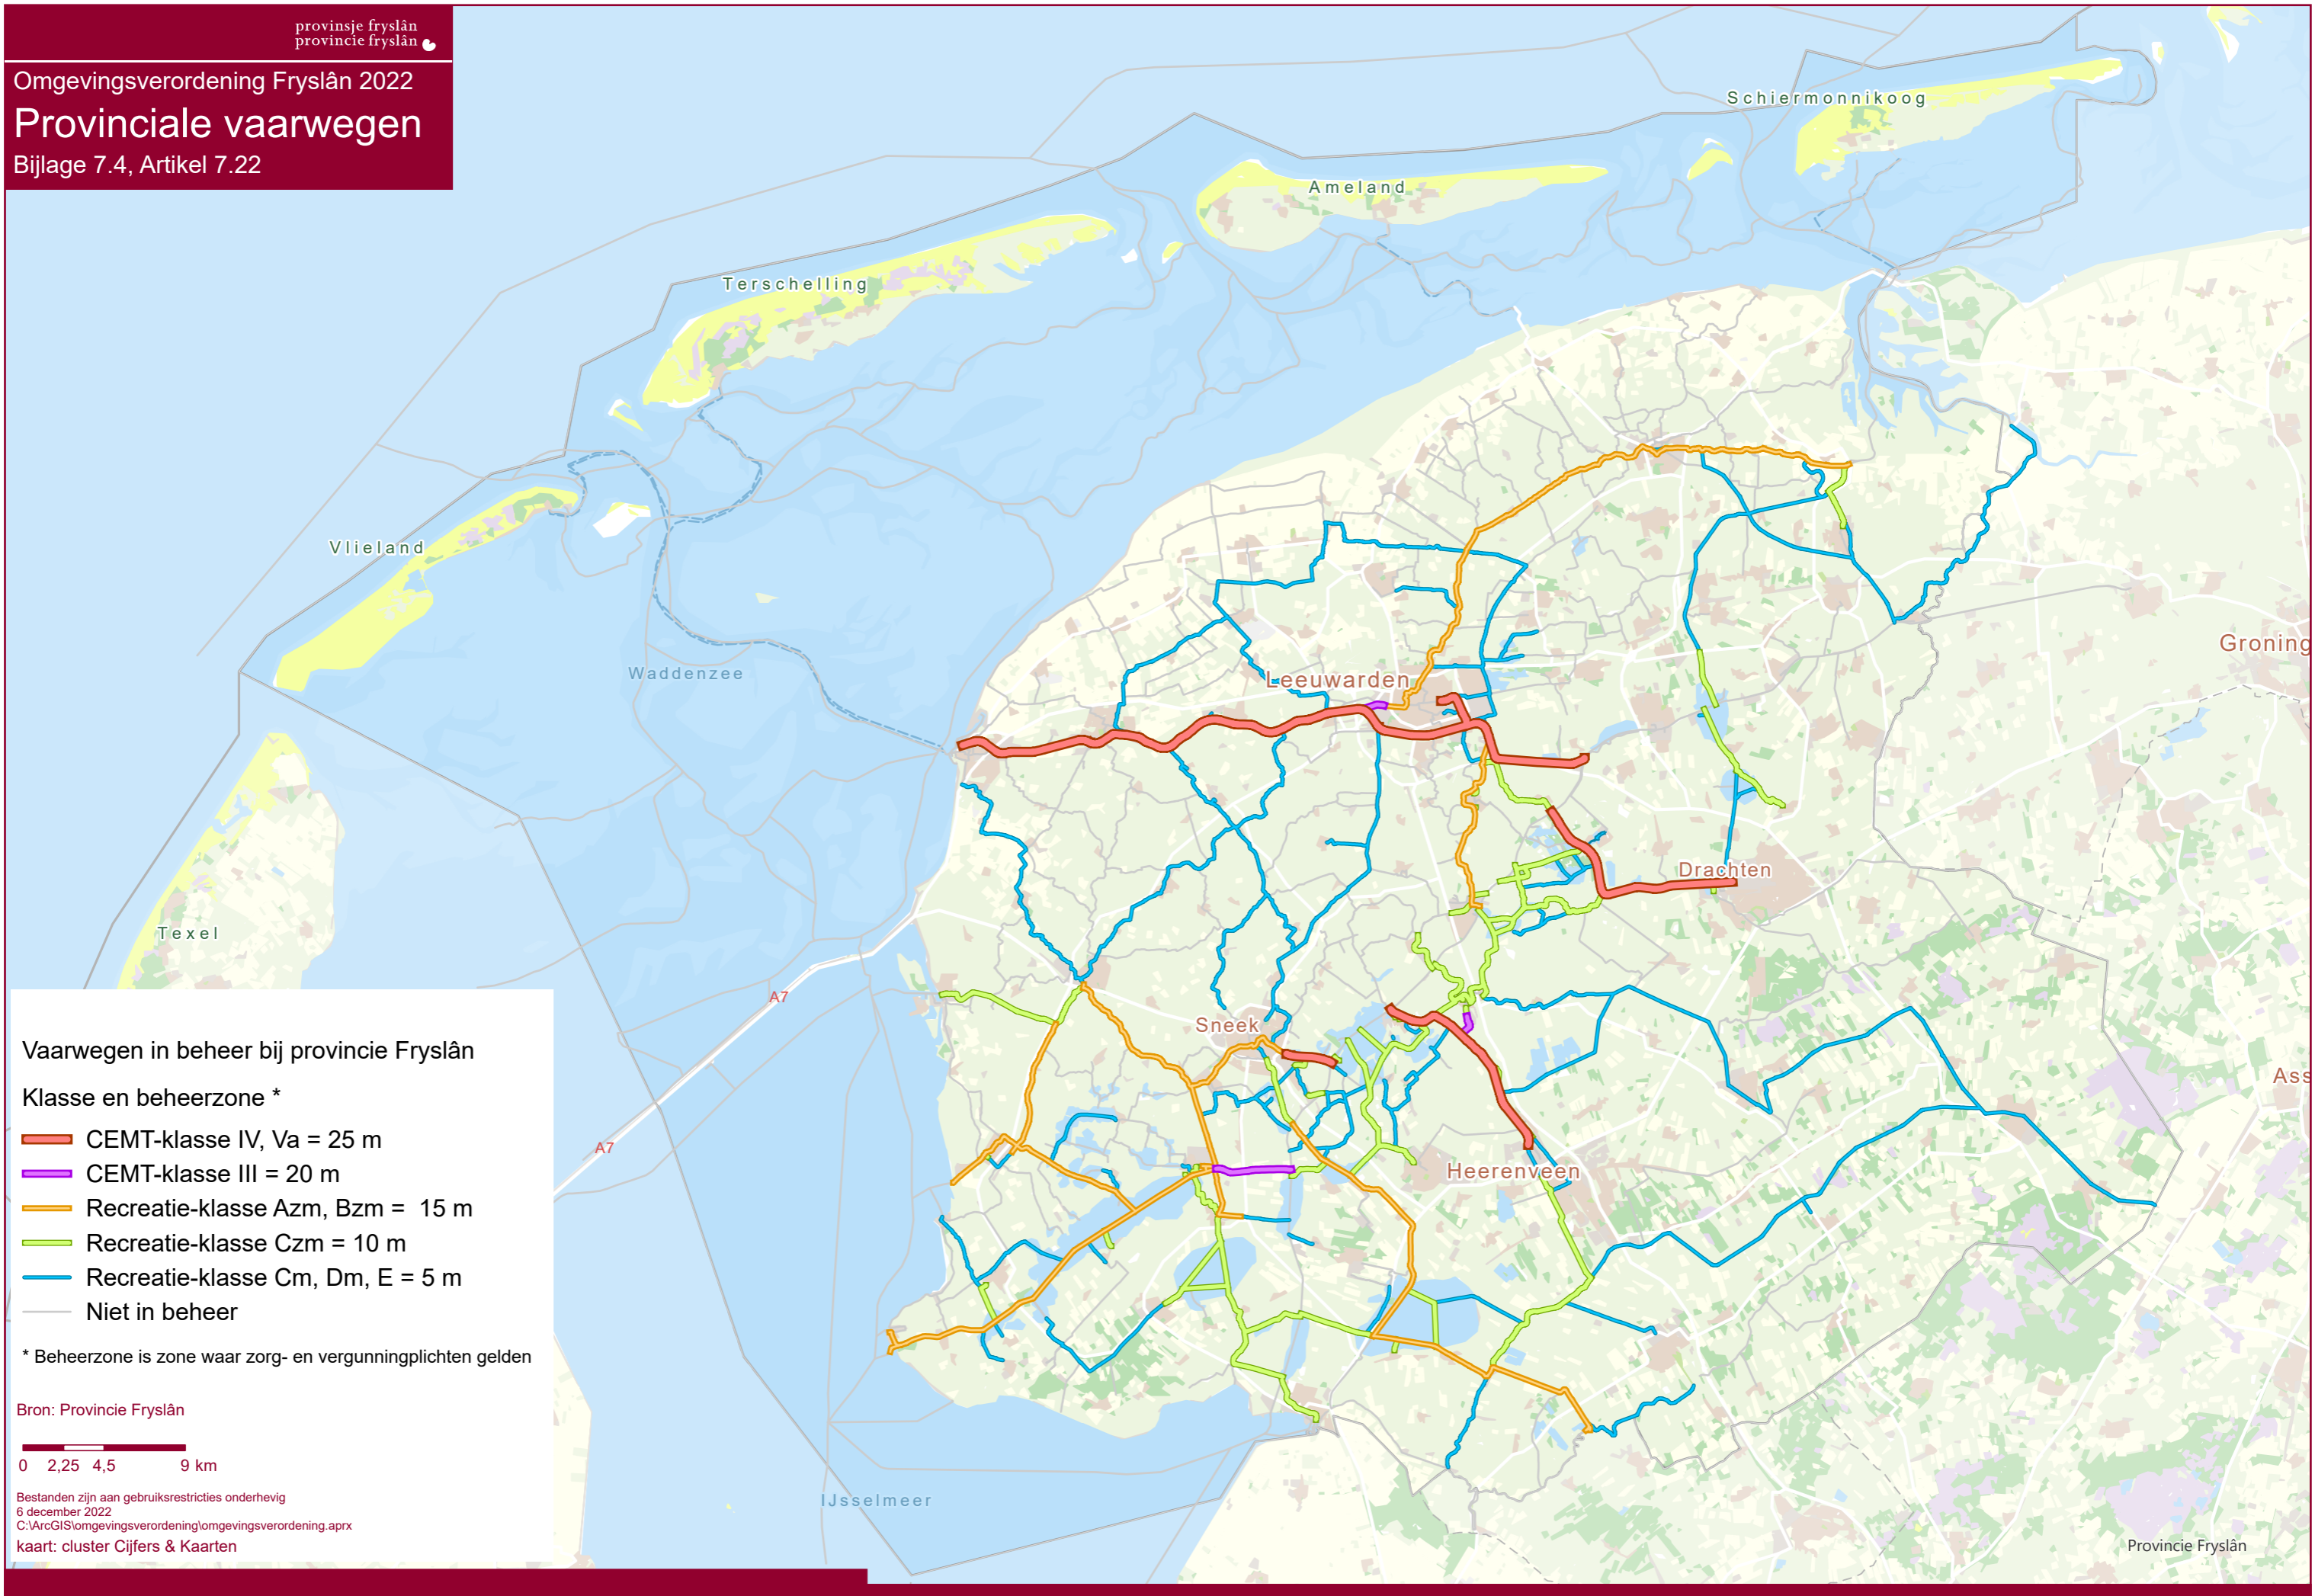 provinsje fryslân
provincie fryslân
Omgevingsverordening Fryslân 2022
Provinciale vaarwegen
Bijlage 7.4, Artikel 7.22
Schiermonnikoog
Ameland
Terschelling
Vlieland
Waddenzee
Groning
Leeuwarden
Drachten
Texel
A7
Sneek
Ass
A7
Heerenveen
IJsselmeer
Vaarwegen in beheer bij provincie Fryslân
Klasse en beheerzone *
CEMT-klasse IV, Va = 25 m
CEMT-klasse III = 20 m
Recreatie-klasse Azm, Bzm = 15 m
Recreatie-klasse Czm = 10 m
Recreatie-klasse Cm, Dm, E = 5 m
Niet in beheer
* Beheerzone is zone waar zorg- en vergunningplichten gelden
Bron: Provincie Fryslân
0 2,25 4,5 9 km
Bestanden zijn aan gebruiksrestricties onderhevig
6 december 2022
C:\ArcGIS\omgevingsverordening\omgevingsverordening.aprx
kaart: cluster Cijfers & Kaarten
Provincie Fryslân